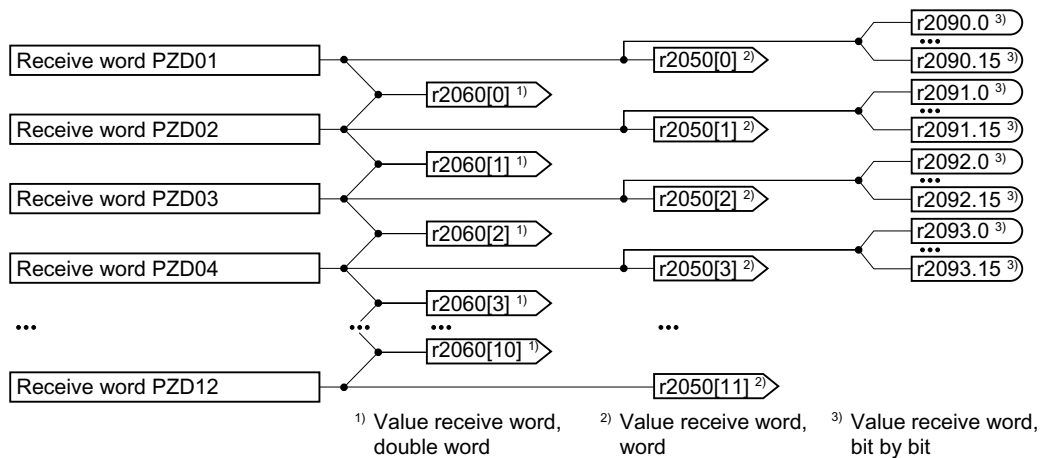 r2090.0 ³⁾
•••
Receive word PZD01
r2050[0] ²⁾
r2090.15 ³⁾
r2060[0] ¹⁾
r2091.0 ³⁾
•••
Receive word PZD02
r2050[1] ²⁾
r2091.15 ³⁾
r2060[1] ¹⁾
r2092.0 ³⁾
•••
Receive word PZD03
r2050[2] ²⁾
r2092.15 ³⁾
r2060[2] ¹⁾
r2093.0 ³⁾
•••
Receive word PZD04
r2050[3] ²⁾
r2093.15 ³⁾
r2060[3] ¹⁾
••• ••• ••• •••
r2060[10] ¹⁾
Receive word PZD12
r2050[11] ²⁾
¹⁾ Value receive word,
double word
²⁾ Value receive word,
word
³⁾ Value receive word,
bit by bit